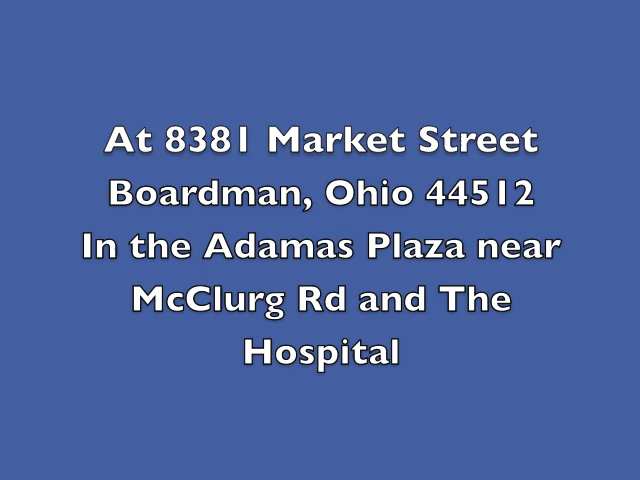 At 8381 Market Street
Boardman, Ohio 44512
In the Adamas Plaza near
McClurg Rd and The
Hospital